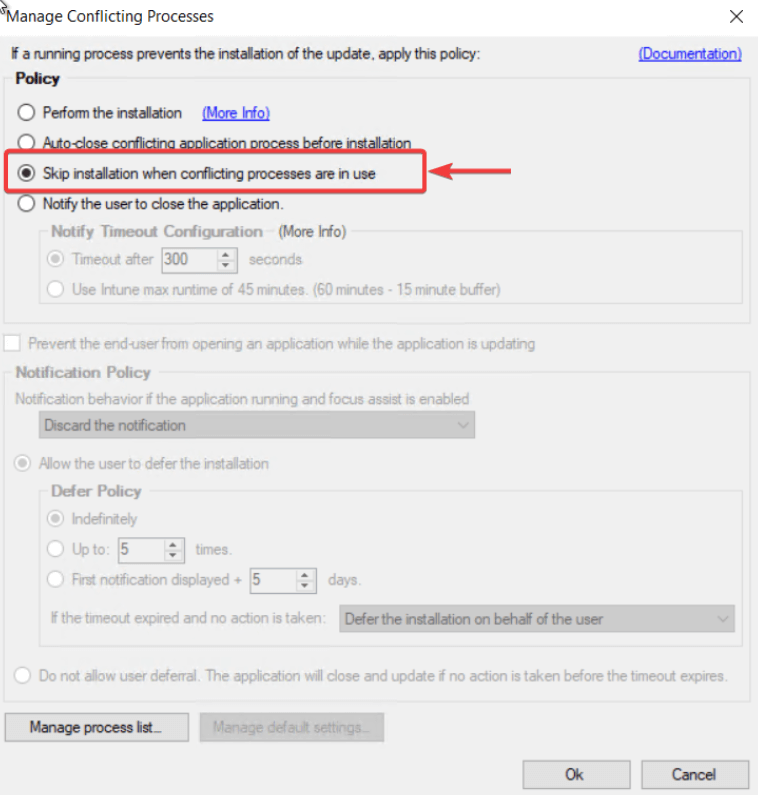 Manage Conflicting Processes
If a running process prevents the installation of the update, apply this policy: (Documentation)
Policy
Perform the installation (More Info)
Auto-close conflicting application process before installation
Skip installation when conflicting processes are in use
Notify the user to close the application.
Notify Timeout Configuration (More Info)
Timeout after 300 seconds
Use Intune max runtime of 45 minutes. (60 minutes - 15 minute buffer)
Prevent the end-user from opening an application while the application is updating
Notification Policy
Notification behavior if the application running and focus assist is enabled
Discard the notification
Allow the user to defer the installation
Defer Policy
Indefinitely
Up to: 5 times.
First notification displayed + 5 days.
If the timeout expired and no action is taken: Defer the installation on behalf of the user
Do not allow user deferral. The application will close and update if no action is taken before the timeout expires.
Manage process list... Manage default settings...
Ok Cancel